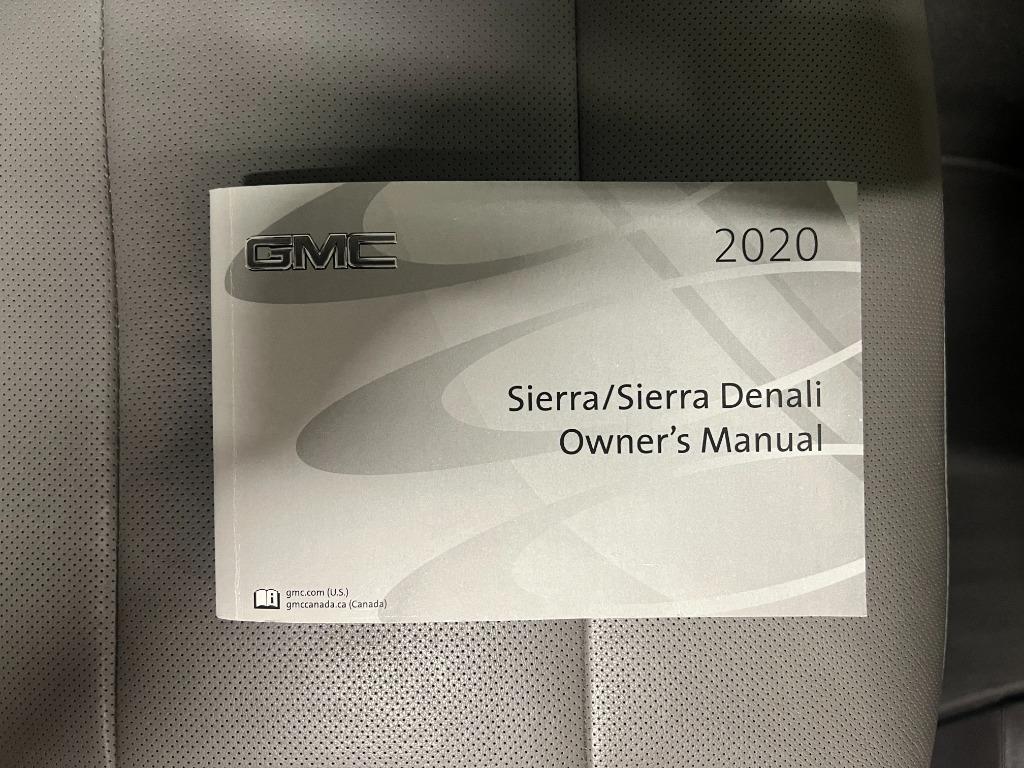 GMC
2020
Sierra/Sierra Denali
Owner's Manual
gmc.com (U.S.)
gmccanada.ca (Canada)